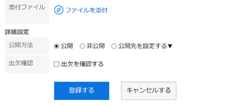 添付ファイル ファイルを添付
詳細設定
公開方法 公開 非公開 公開先を設定する▼
出欠確認 出欠を確認する
登録する キャンセルする